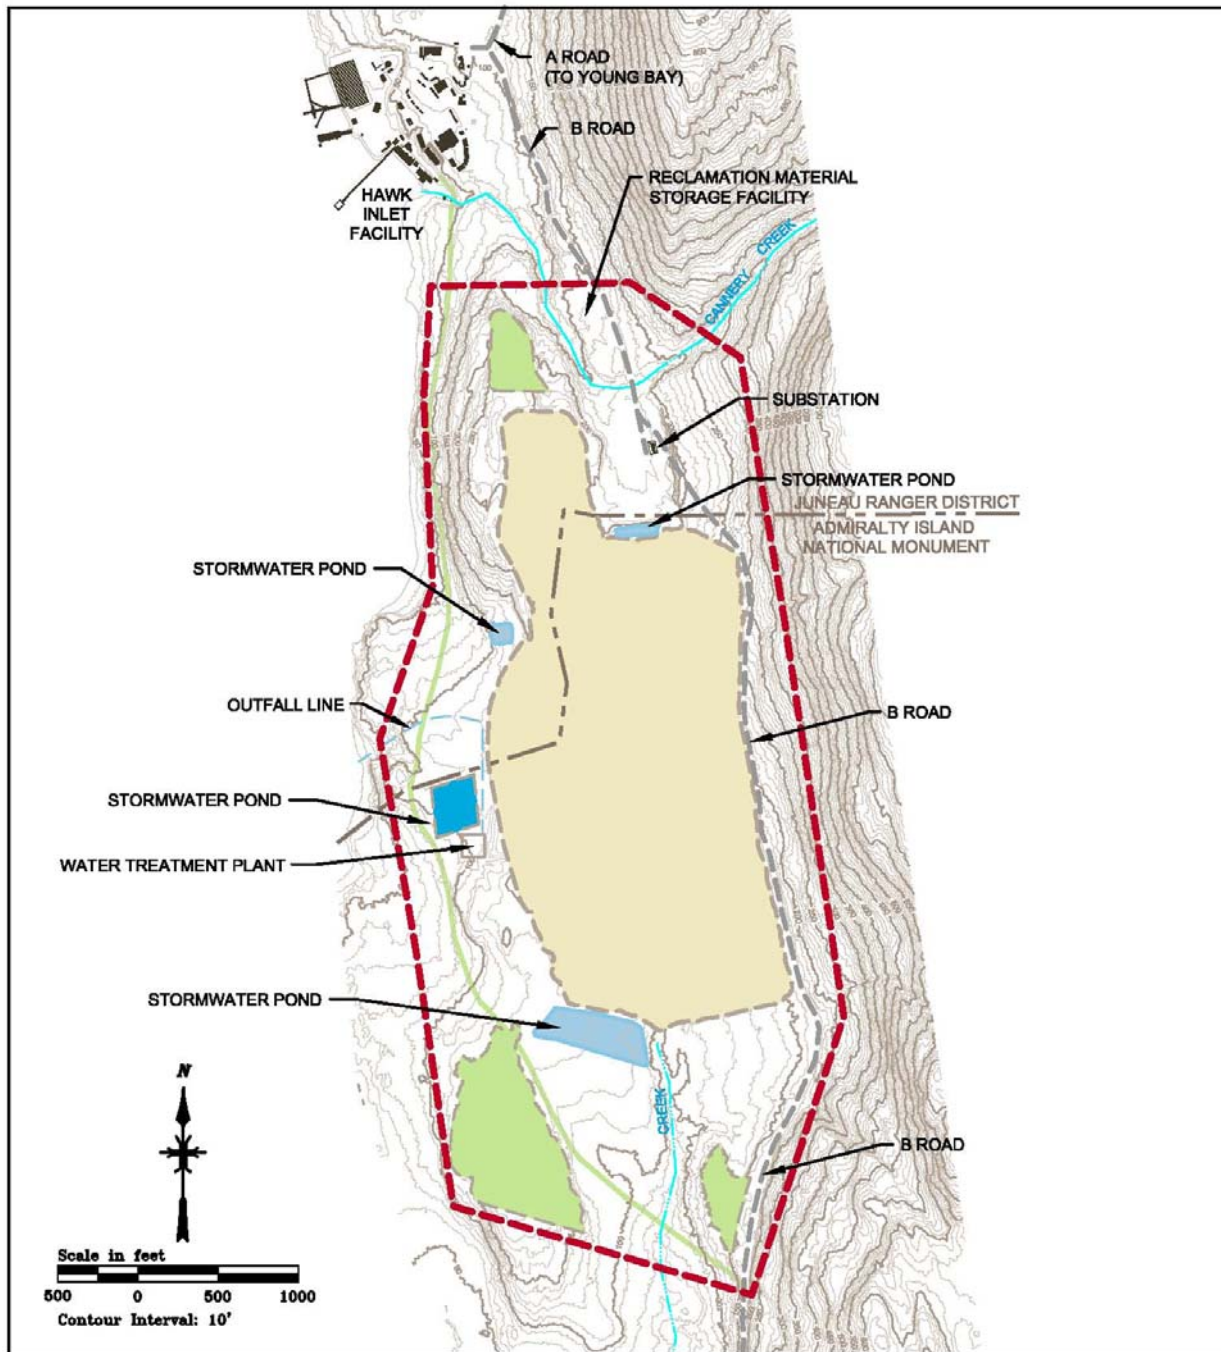 A ROAD
(TO YOUNG BAY)
B ROAD
RECLAMATION MATERIAL
STORAGE FACILITY
HAWK
INLET
FACILITY
CANNERY CREEK
SUBSTATION
STORMWATER POND
JUNEAU RANGER DISTRICT
ADMIRALTY ISLAND
NATIONAL MONUMENT
STORMWATER POND
OUTFALL LINE
B ROAD
STORMWATER POND
WATER TREATMENT PLANT
STORMWATER POND
CREEK
B ROAD
N
Scale in feet
500 0 500 1000
Contour Interval: 10'